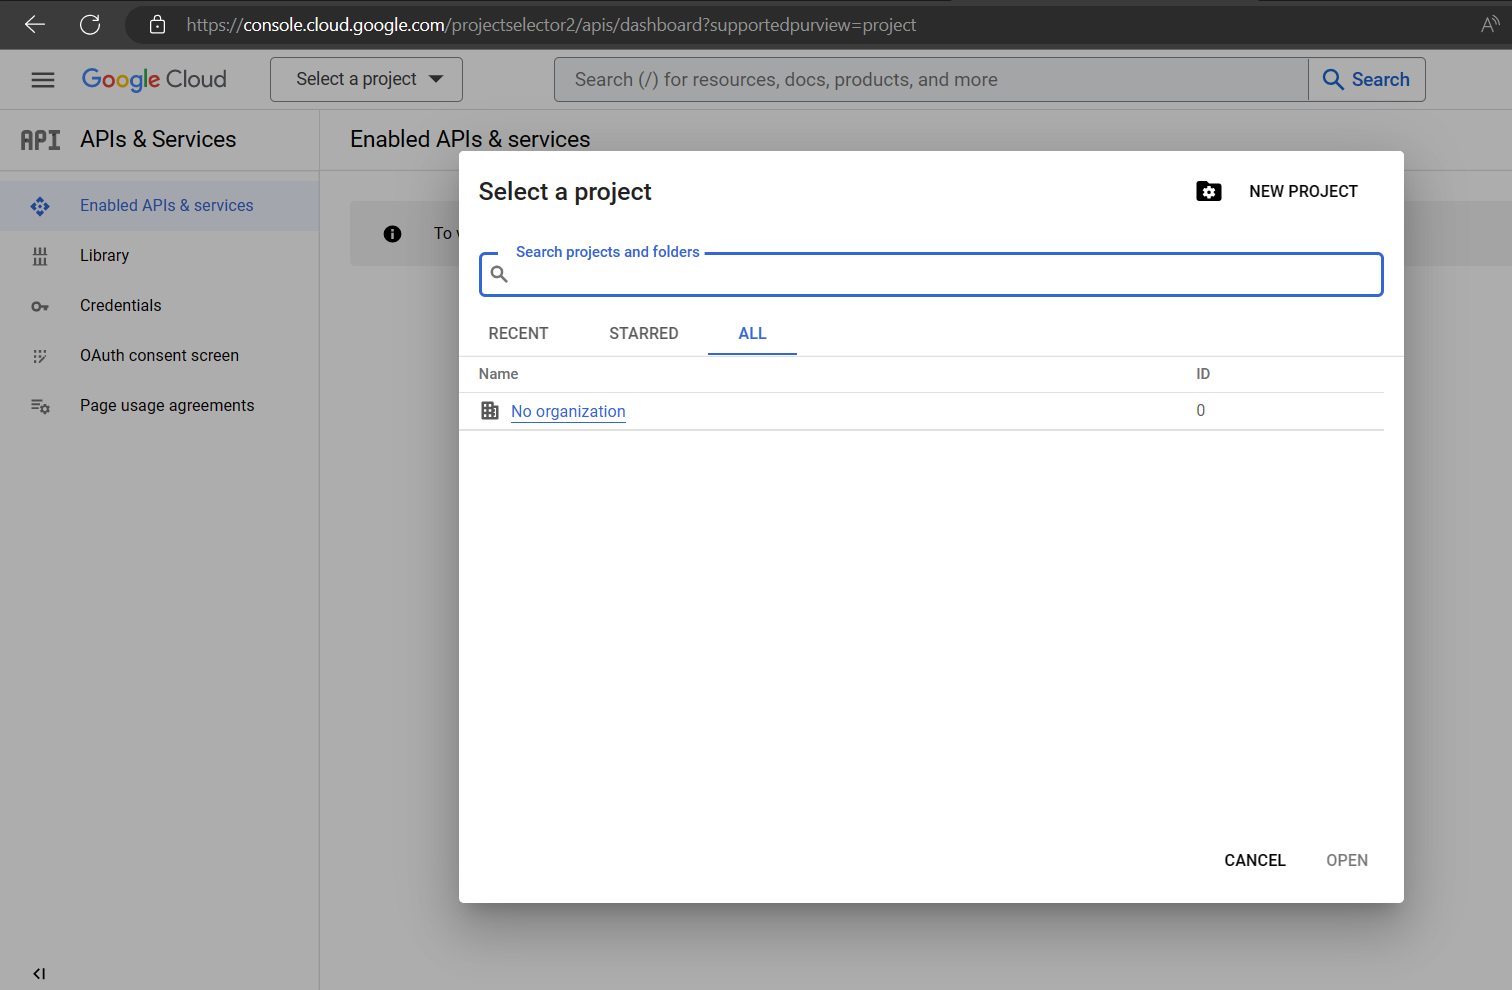 https://console.cloud.google.com/projectselector2/apis/dashboard?supportedpurview=project
Google Cloud
Select a project
Search (/) for resources, docs, products, and more
Search
API
APIs & Services
Enabled APIs & services
Library
Credentials
OAuth consent screen
Page usage agreements
Enabled APIs & services
To
Select a project
NEW PROJECT
Search projects and folders
RECENT
STARRED
ALL
Name
ID
No organization
0
CANCEL
OPEN